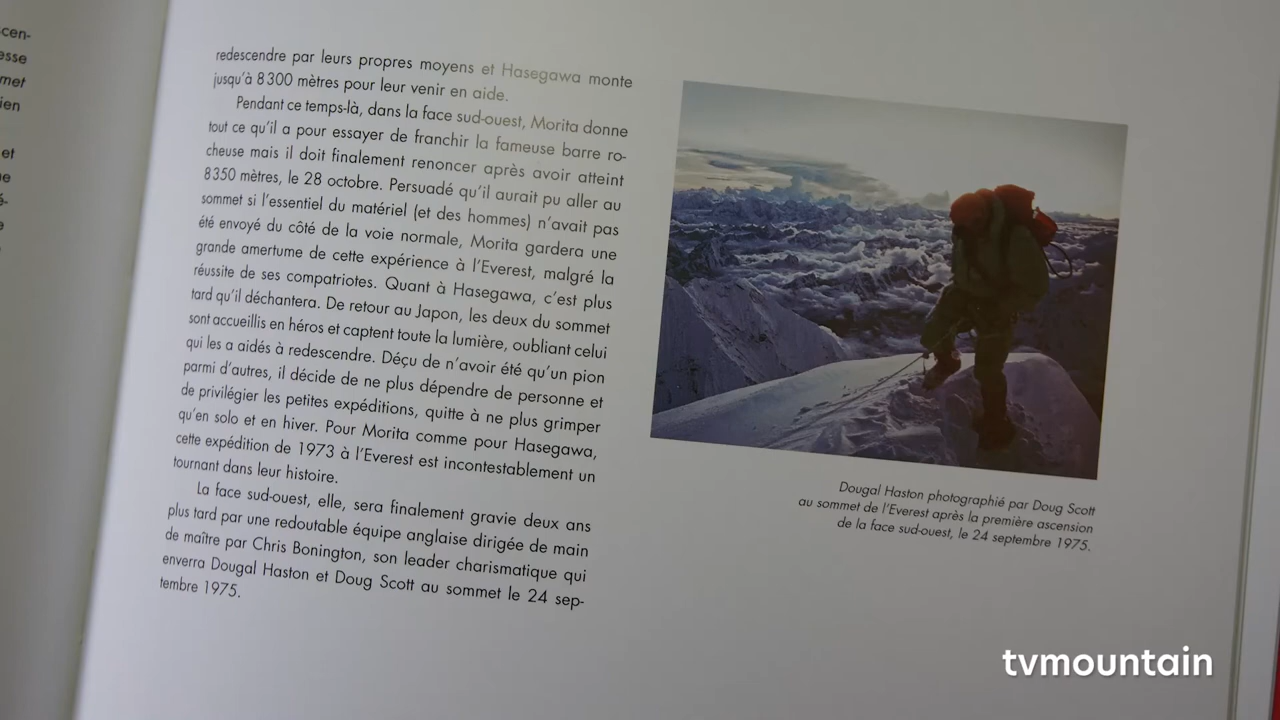 cen-
esse
met
ien
et
redescendre par leurs propres moyens et Hasegawa monte
jusqu'à 8300 mètres pour leur venir en aide.
Pendant ce temps-là, dans la face sud-ouest, Morita donne
tout ce qu'il a pour essayer de franchir la fameuse barre ro-
cheuse mais il doit finalement renoncer après avoir atteint
8350 mètres, le 28 octobre. Persuadé qu'il aurait pu aller au
sommet si l'essentiel du matériel (et des hommes) n'avait pas
été envoyé du côté de la voie normale, Morita gardera une
grande amertume de cette expérience à l'Everest, malgré la
réussite de ses compatriotes. Quant à Hasegawa, c'est plus
tard qu'il déchantera. De retour au Japon, les deux du sommet
sont accueillis en héros et captent toute la lumière, oubliant celui
qui les a aidés à redescendre. Déçu de n'avoir été qu'un pion
parmi d'autres, il décide de ne plus dépendre de personne et
de privilégier les petites expéditions, quitte à ne plus grimper
qu'en solo et en hiver. Pour Morita comme pour Hasegawa,
cette expédition de 1973 à l'Everest est incontestablement un
tournant dans leur histoire.
La face sud-ouest, elle, sera finalement gravie deux ans
plus tard par une redoutable équipe anglaise dirigée de main
de maître par Chris Bonington, son leader charismatique qui
enverra Dougal Haston et Doug Scott au sommet le 24 sep-
tembre 1975.
Dougal Haston photographié par Doug Scott
au sommet de l'Everest après la première ascension
de la face sud-ouest, le 24 septembre 1975.
tvmountain